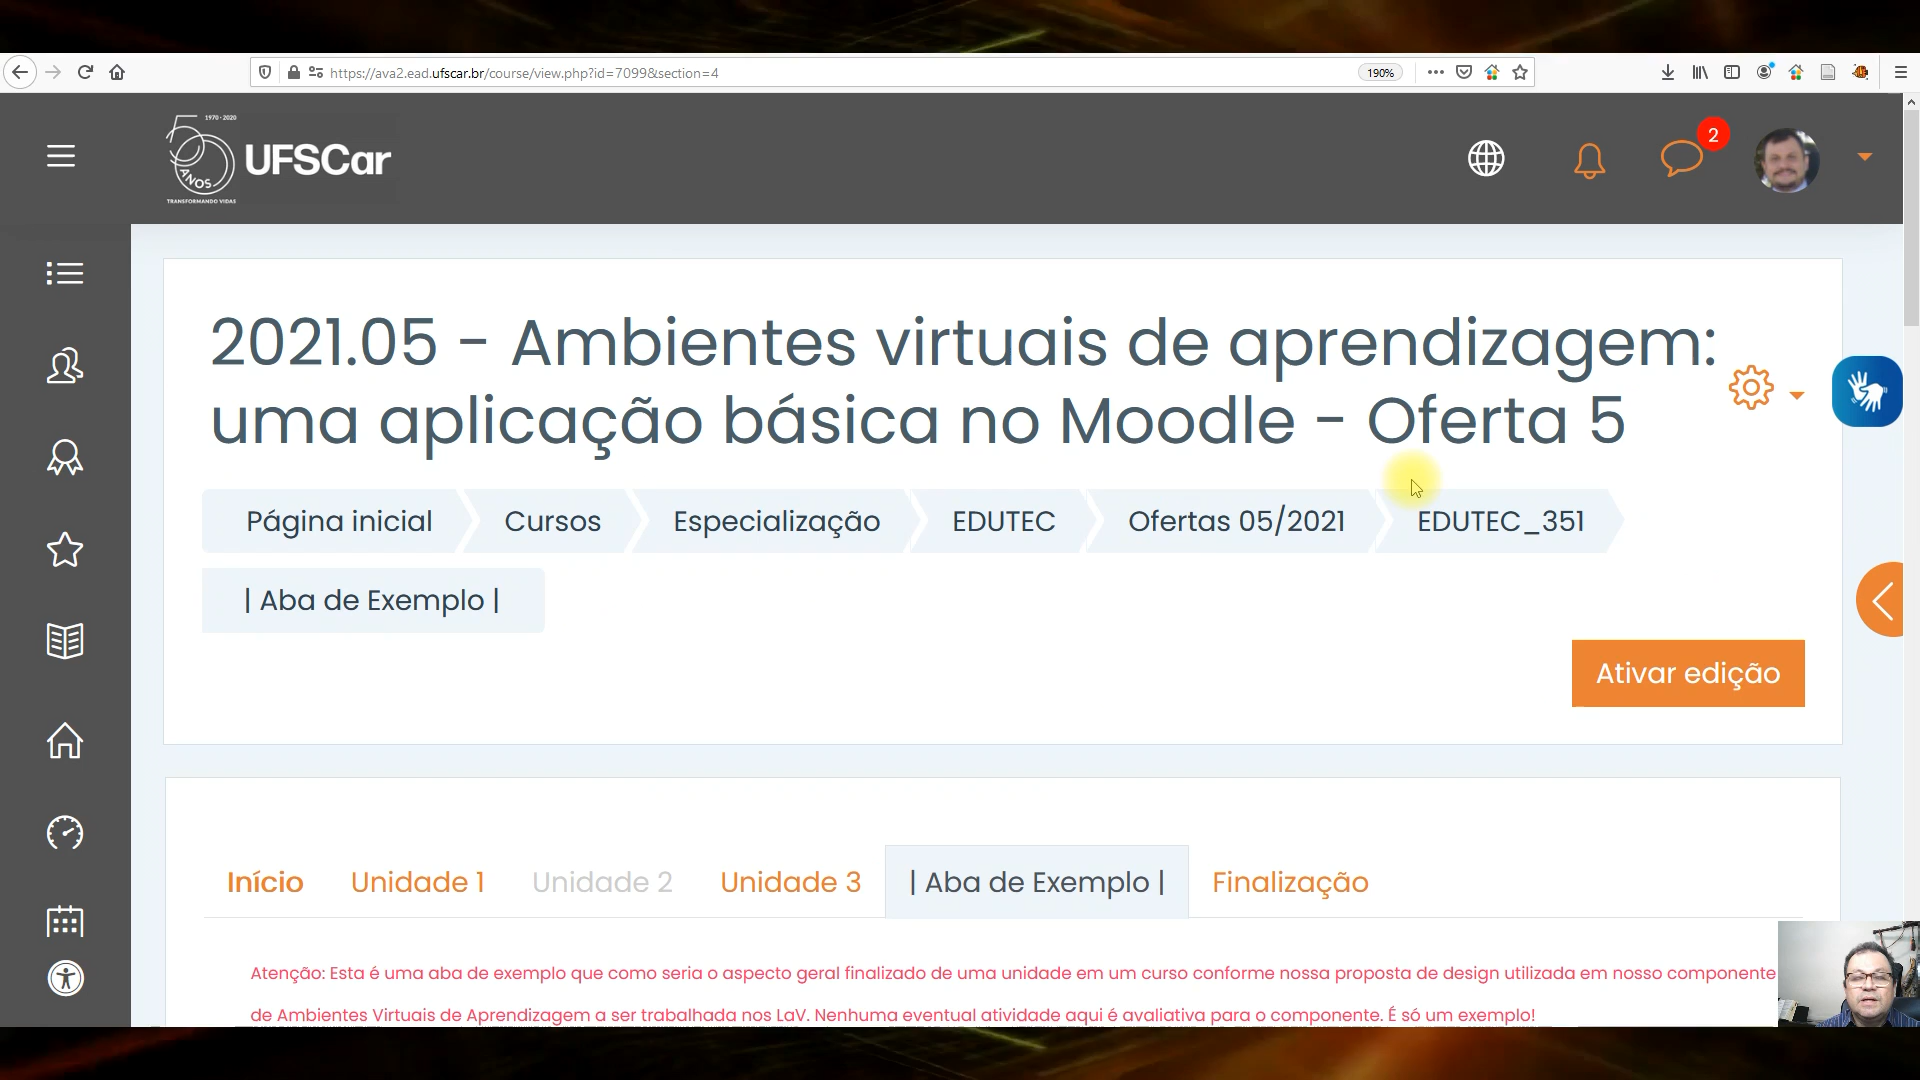 https://ava2.ead.ufscar.br/course/view.php?id=7099&section=4
190%
1970 - 2020
50
ANOS
TRANSFORMANDO VIDAS
UFSCar
2
2021.05 - Ambientes virtuais de aprendizagem:
uma aplicação básica no Moodle - Oferta 5
Página inicial
Cursos
Especialização
EDUTEC
Ofertas 05/2021
EDUTEC_351
| Aba de Exemplo |
Ativar edição
Início
Unidade 1
Unidade 2
Unidade 3
| Aba de Exemplo |
Finalização
Atenção: Esta é uma aba de exemplo que como seria o aspecto geral finalizado de uma unidade em um curso conforme nossa proposta de design utilizada em nosso componente
de Ambientes Virtuais de Aprendizagem a ser trabalhada nos LaV. Nenhuma eventual atividade aqui é avaliativa para o componente. É só um exemplo!